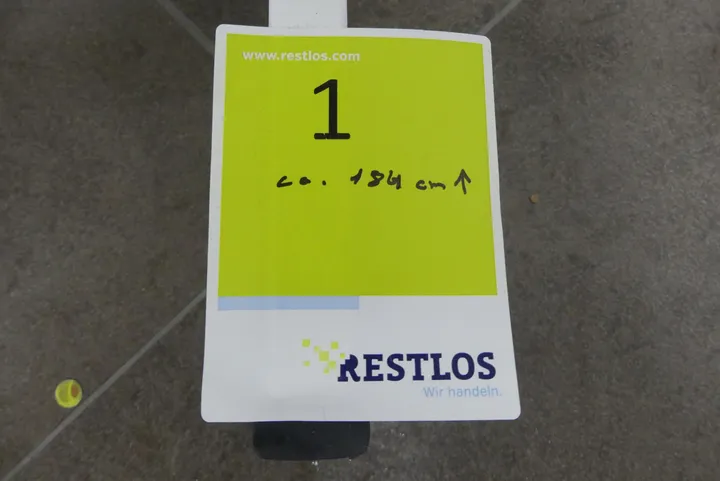 www.restlos.com
1
ca. 184 cm ↑
RESTLOS
Wir handeln.